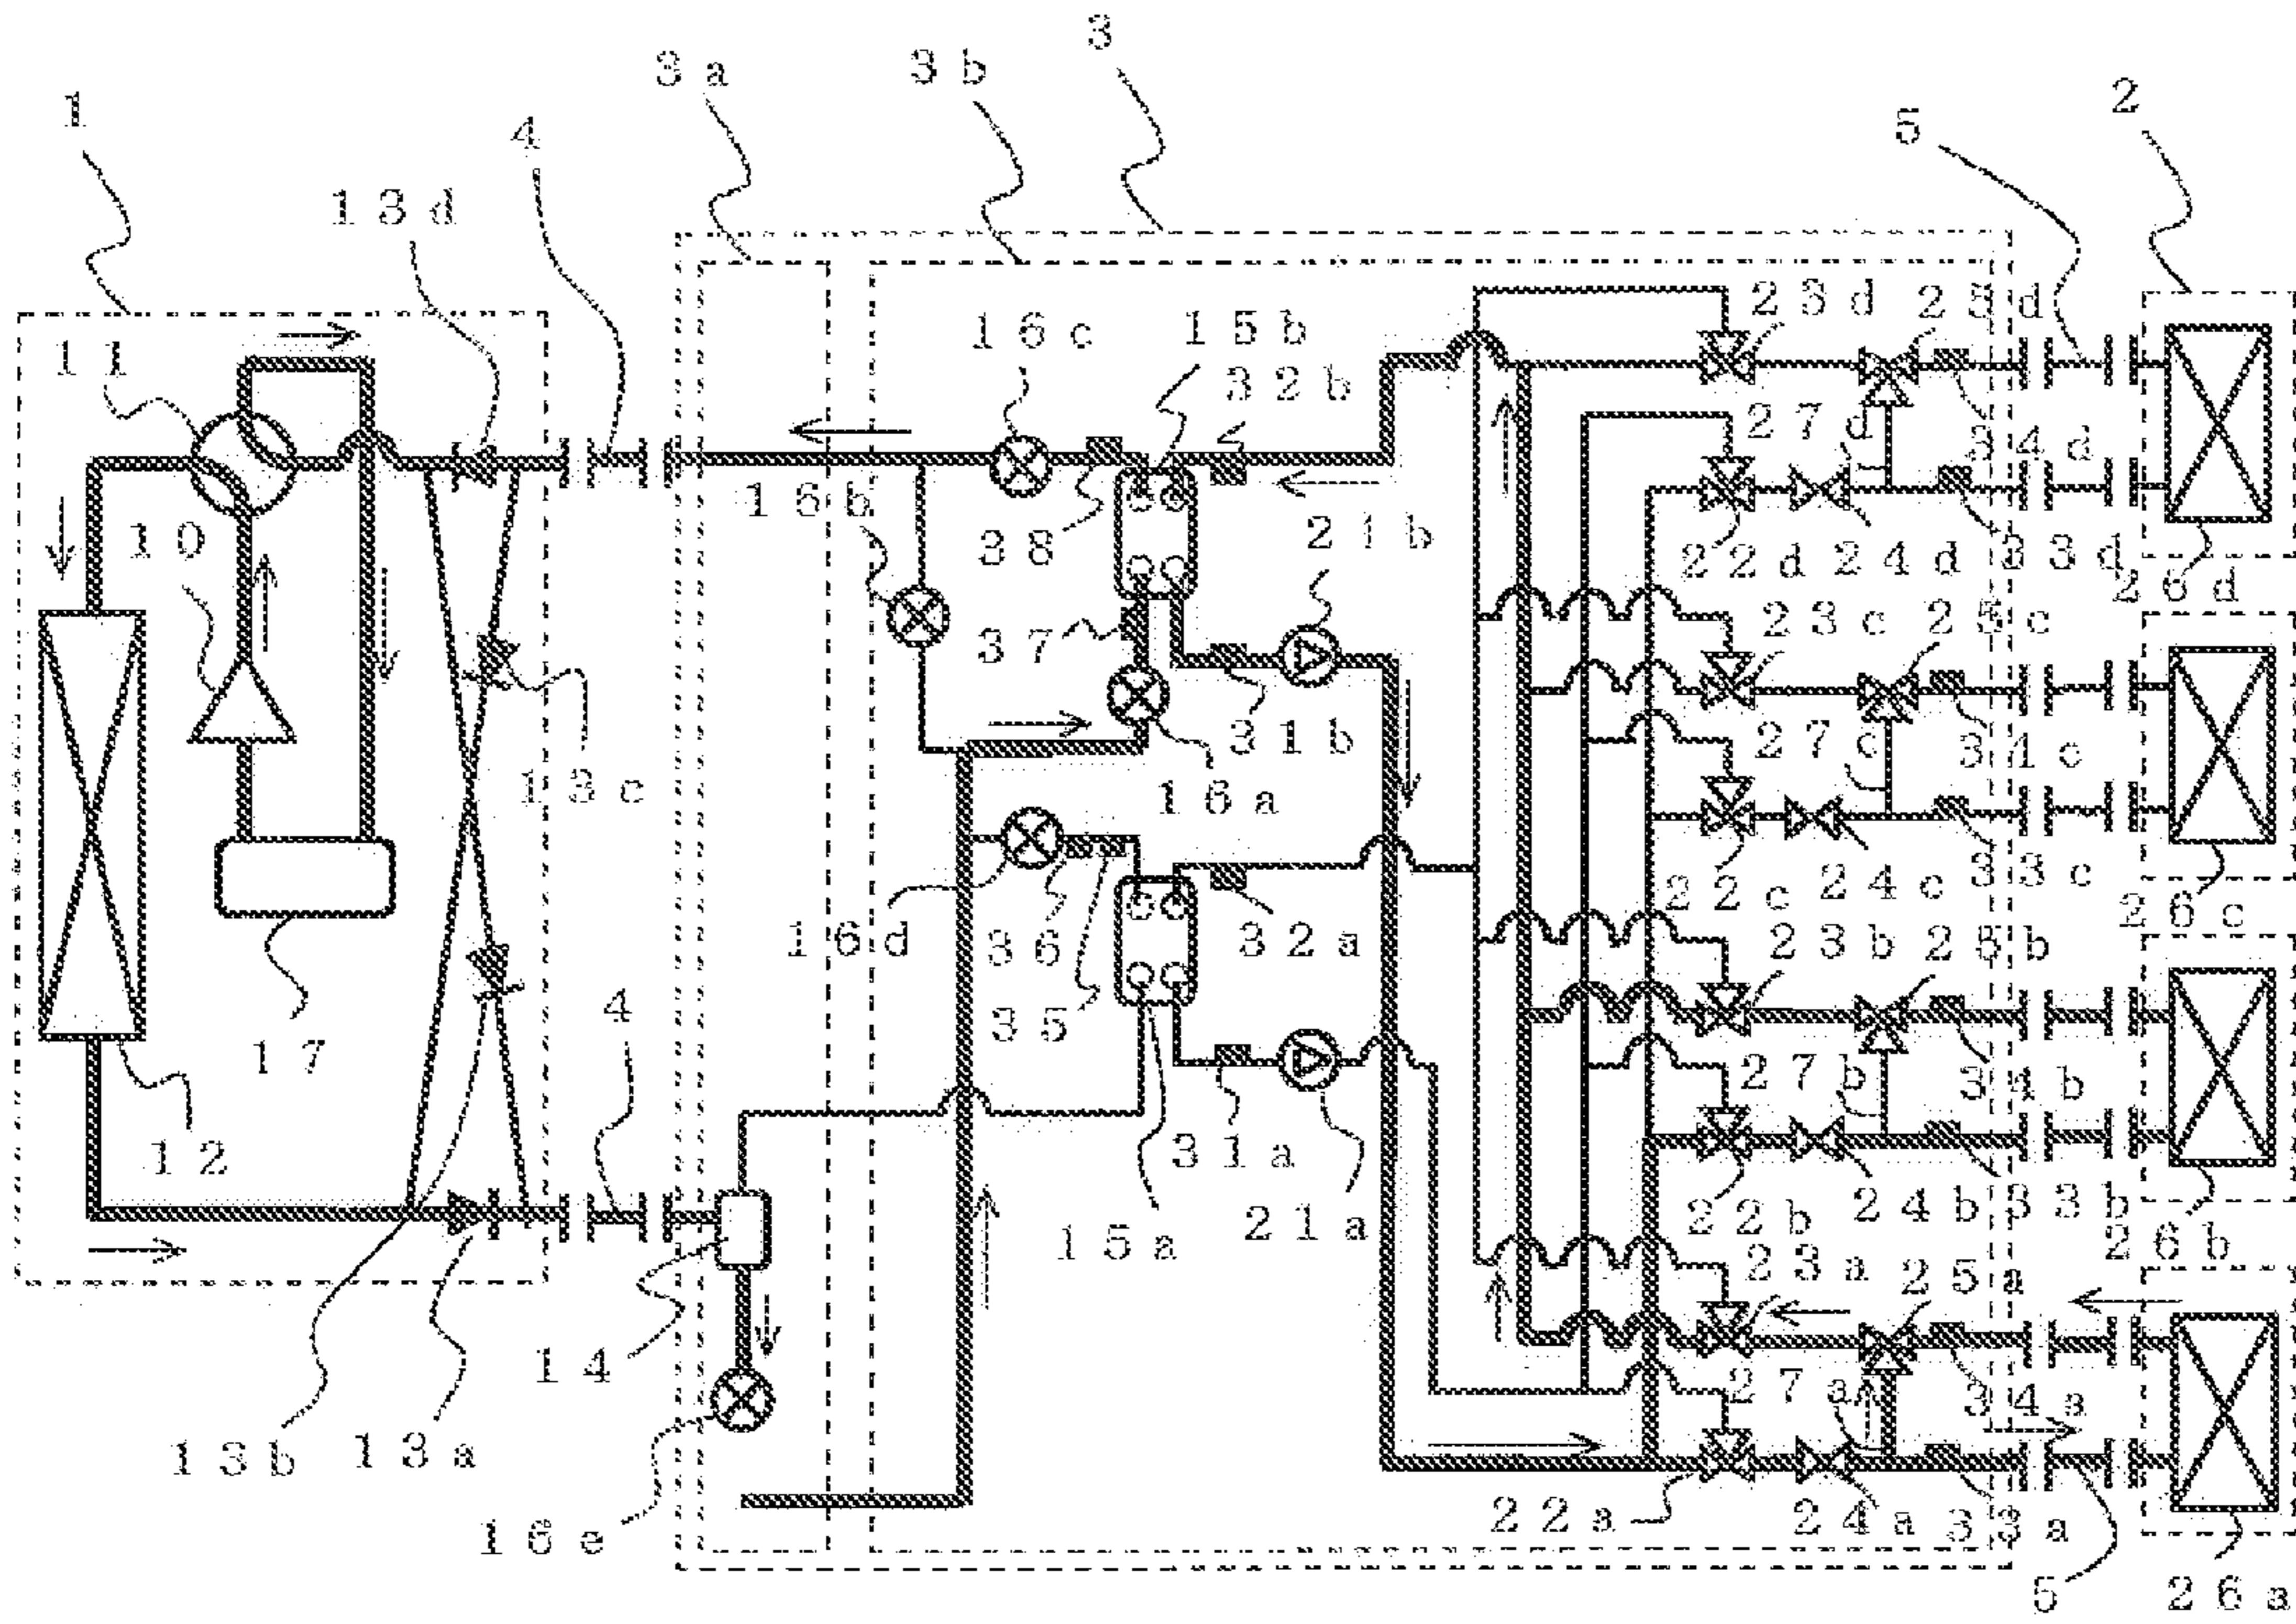 3
3a 3b
1 4 5 2
13d
11 16c 15b 23d 25d
32b
27d 34d
16b
10 38 21b 22d 24d 33d
26d
37 23c 25c
31b 27c 34c
13c 16a
22c 24c 33c
16d 36 32a 26c
35 23b 25b
17 4 27b 34b
12 31a
15a 21a 22b 24b 33b
26b
23a 25a
14 27a 34a
13b 13a
16e 22a 24a 33a
5 26a